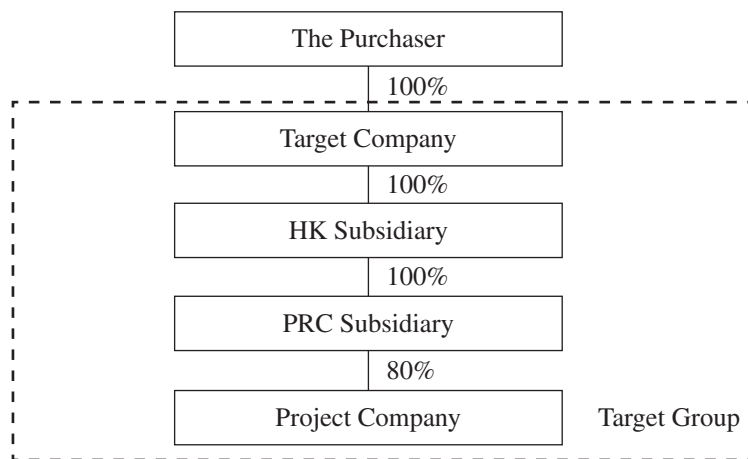 The Purchaser
100%
Target Company
100%
HK Subsidiary
100%
PRC Subsidiary
80%
Project Company
Target Group